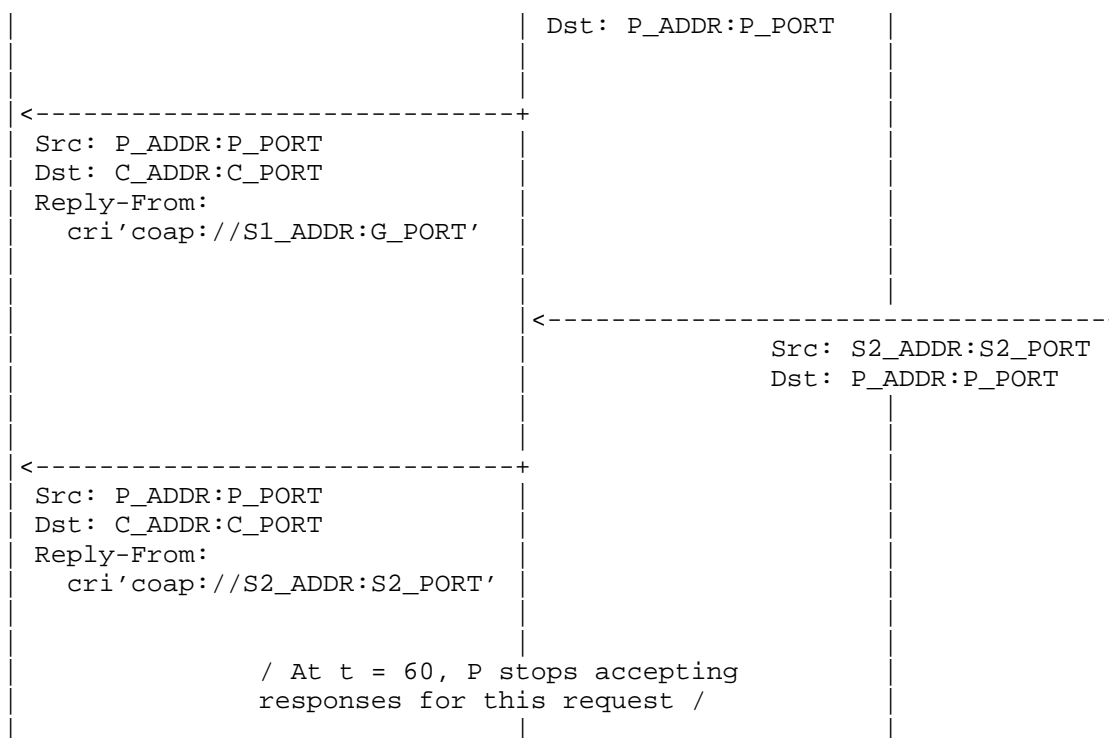 Dst: P_ADDR:P_PORT
Src: P_ADDR:P_PORT
Dst: C_ADDR:C_PORT
Reply-From:
cri'coap://S1_ADDR:G_PORT'
Src: S2_ADDR:S2_PORT
Dst: P_ADDR:P_PORT
Src: P_ADDR:P_PORT
Dst: C_ADDR:C_PORT
Reply-From:
cri'coap://S2_ADDR:S2_PORT'
/ At t = 60, P stops accepting
responses for this request /